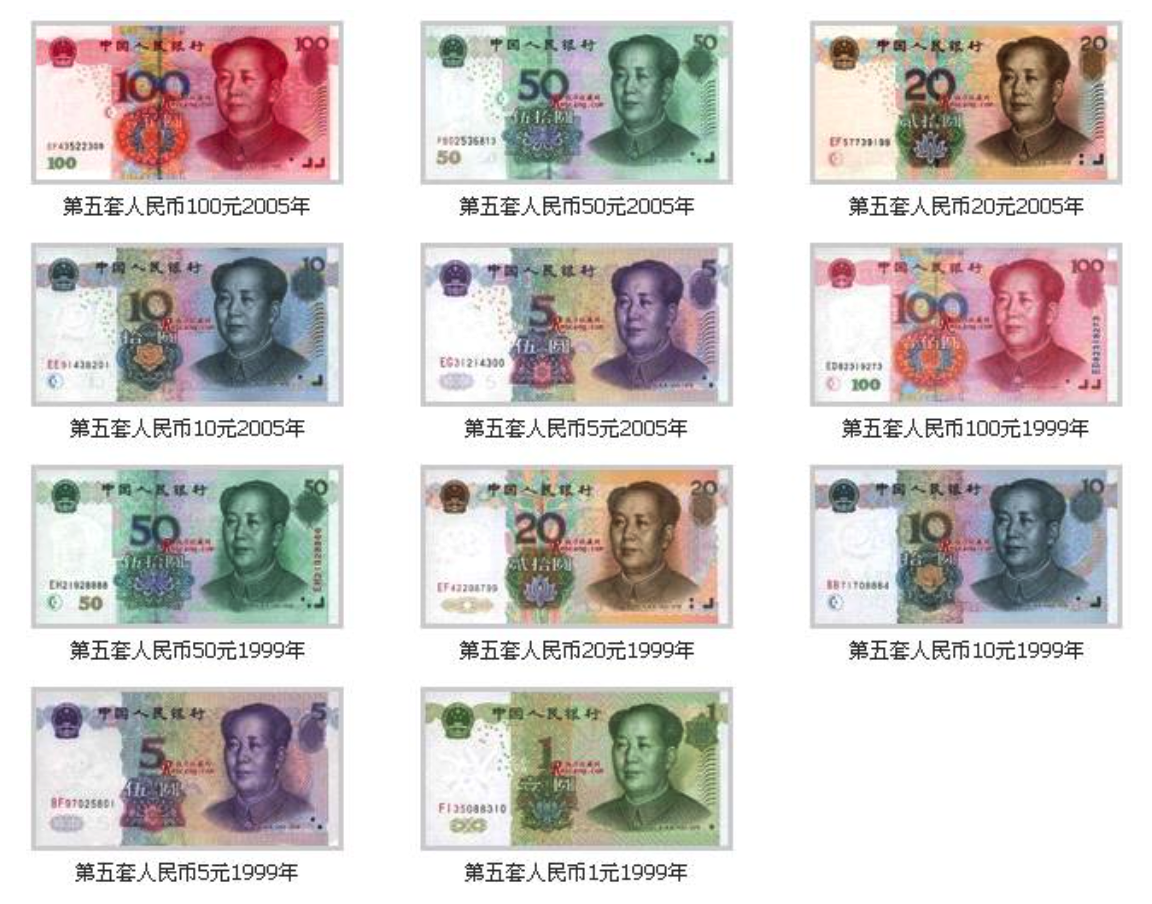 中国人民银行 100
100
100
第五套人民币100元2005年
中国人民银行 50
50
伍拾圆
50
第五套人民币50元2005年
中国人民银行 20
20
贰拾圆
EF57739199
第五套人民币20元2005年
中国人民银行 10
10
EE91438201
第五套人民币10元2005年
中国人民银行 5
5
伍圆
EG31214300
第五套人民币5元2005年
中国人民银行 100
100
壹佰圆
ED82319273
ED82319273
100
第五套人民币100元1999年
中国人民银行 50
50
伍拾圆
EH21928888
50
第五套人民币50元1999年
中国人民银行 20
20
贰拾圆
第五套人民币20元1999年
中国人民银行 10
10
第五套人民币10元1999年
中国人民银行 5
5
伍圆
BF97025801
第五套人民币5元1999年
中国人民银行 1
1
壹圆
FI35088310
第五套人民币1元1999年